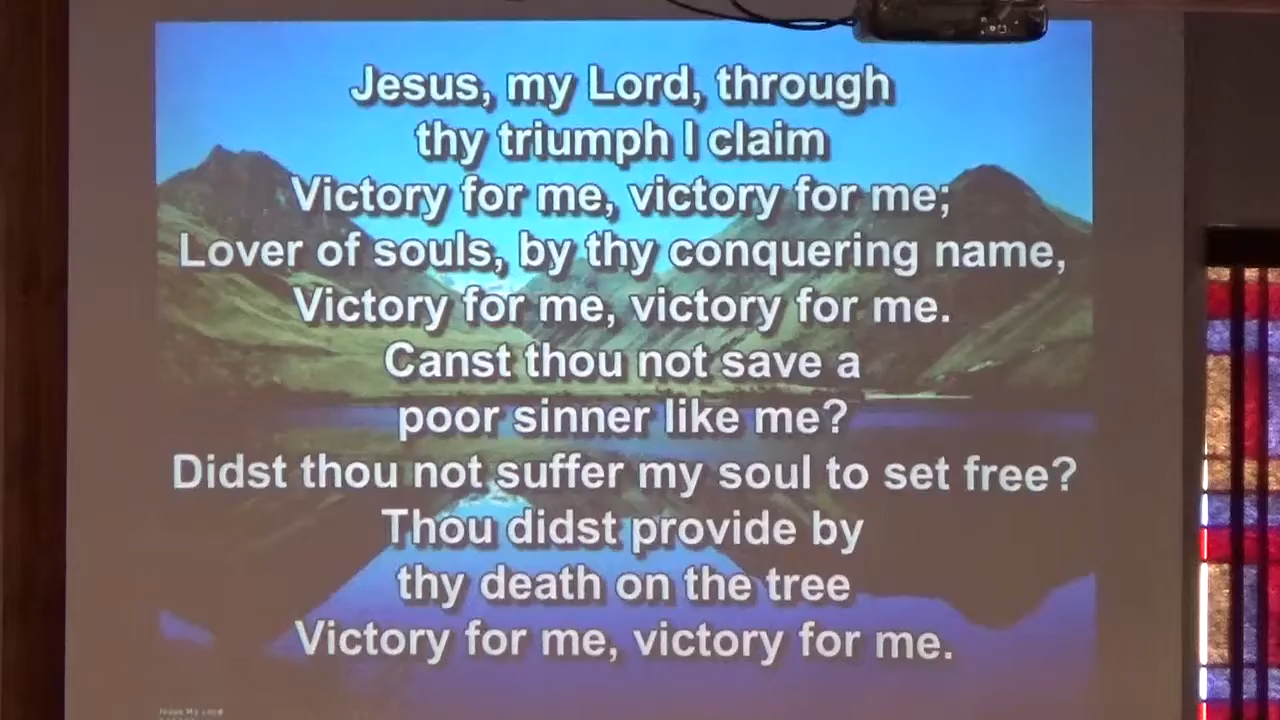 Jesus, my Lord, through
thy triumph I claim
Victory for me, victory for me;
Lover of souls, by thy conquering name,
Victory for me, victory for me.
Canst thou not save a
poor sinner like me?
Didst thou not suffer my soul to set free?
Thou didst provide by
thy death on the tree
Victory for me, victory for me.
Jesus My Lord